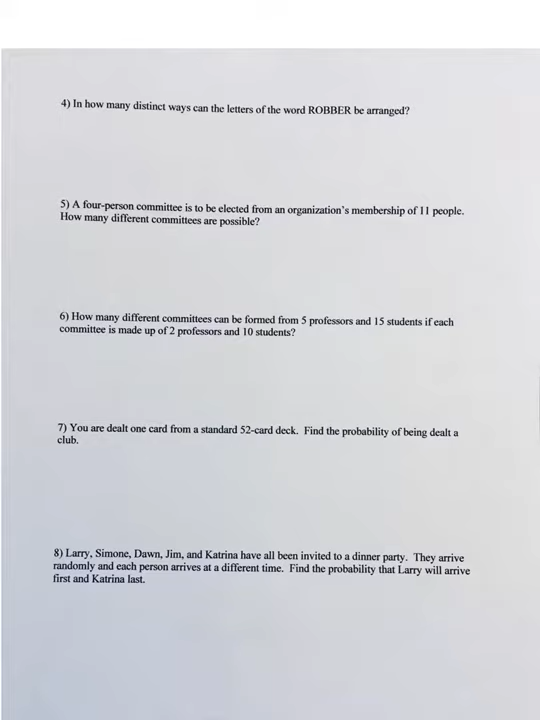 4) In how many distinct ways can the letters of the word ROBBER be arranged?
5) A four-person committee is to be elected from an organization's membership of 11 people.
How many different committees are possible?
6) How many different committees can be formed from 5 professors and 15 students if each
committee is made up of 2 professors and 10 students?
7) You are dealt one card from a standard 52-card deck. Find the probability of being dealt a
club.
8) Larry, Simone, Dawn, Jim, and Katrina have all been invited to a dinner party. They arrive
randomly and each person arrives at a different time. Find the probability that Larry will arrive
first and Katrina last.